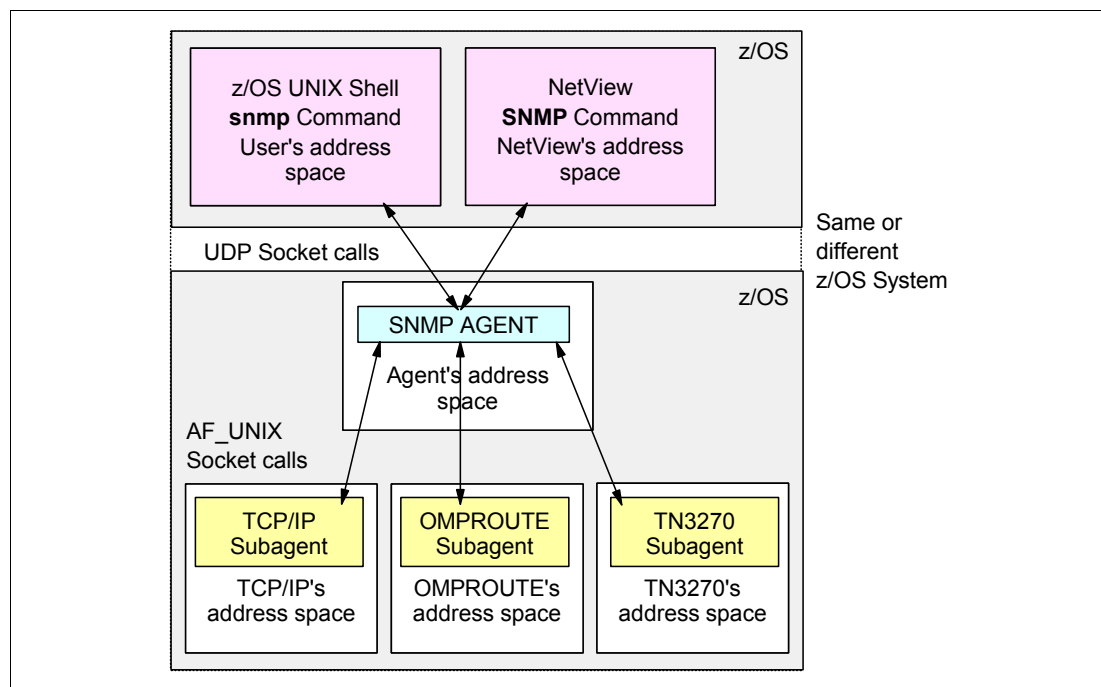 z/OS
z/OS UNIX Shell
snmp Command
User's address
space
NetView
SNMP Command
NetView's address
space
UDP Socket calls
Same or
different
z/OS System
z/OS
SNMP AGENT
Agent's address
space
AF_UNIX
Socket calls
TCP/IP
Subagent
TCP/IP's
address space
OMPROUTE
Subagent
OMPROUTE's
address space
TN3270
Subagent
TN3270's
address space